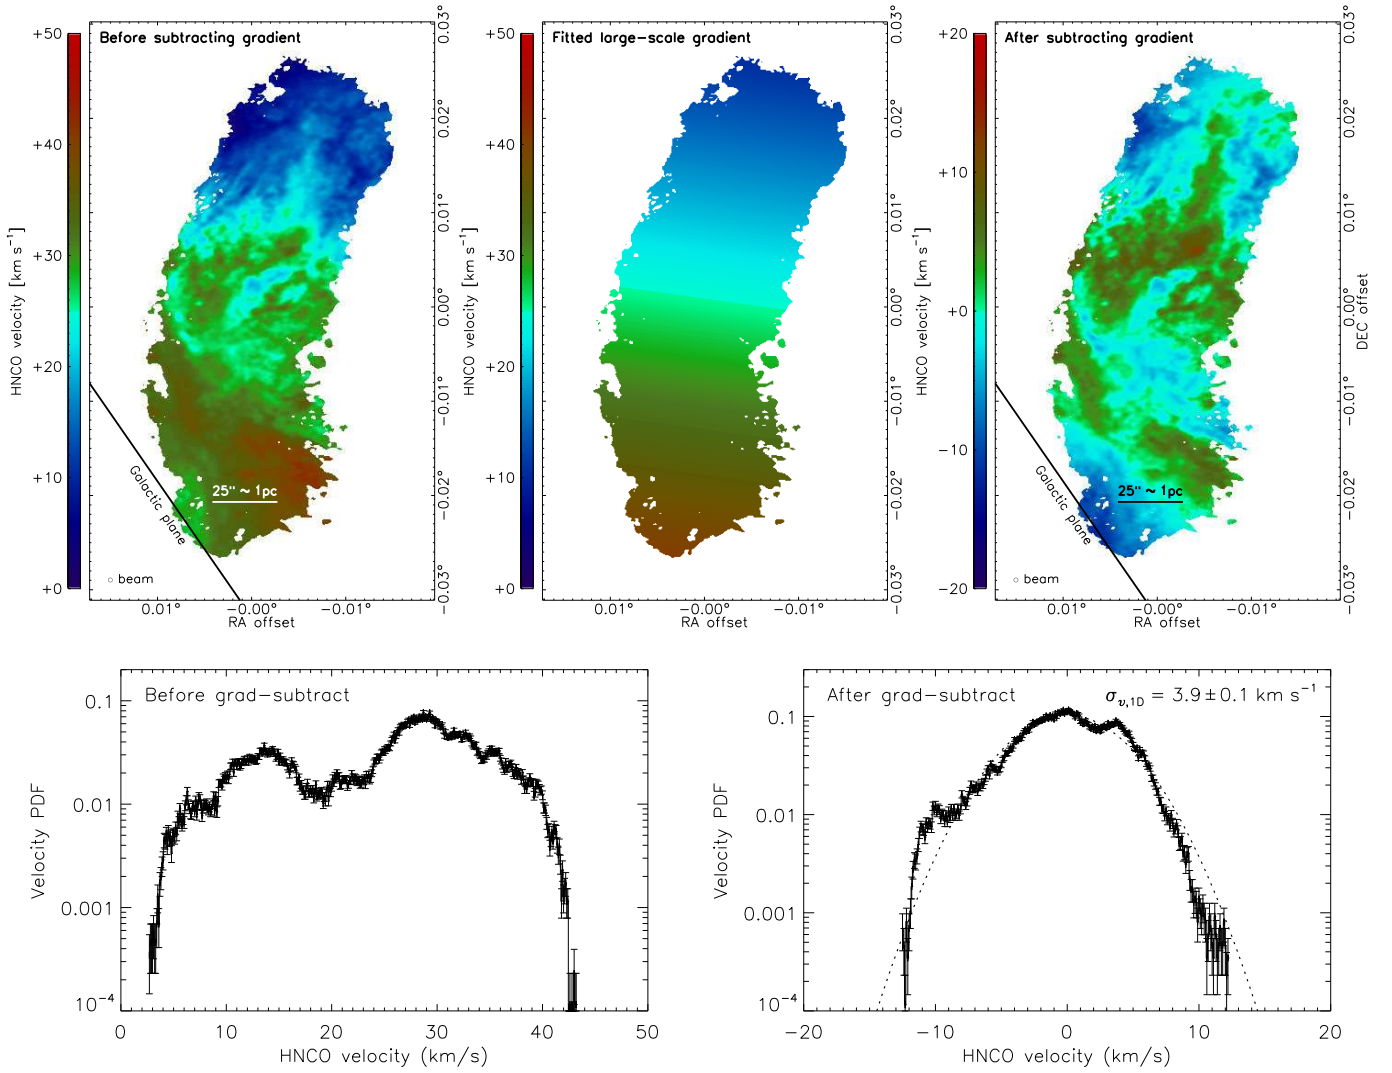 Before subtracting gradient
+50
+40
+30
+20
+10
+0
HNCO velocity [km s⁻¹]
Galactic plane
25" ~ 1pc
beam
0.01° −0.00° −0.01°
RA offset
0.03°
0.02°
0.01°
0.00°
−0.01°
−0.02°
−0.03°
Fitted large−scale gradient
+50
+40
+30
+20
+10
+0
HNCO velocity [km s⁻¹]
0.01° −0.00° −0.01°
RA offset
0.03°
0.02°
0.01°
0.00°
−0.01°
−0.02°
−0.03°
After subtracting gradient
+20
+10
+0
−10
−20
HNCO velocity [km s⁻¹]
Galactic plane
25" ~ 1pc
beam
0.01° −0.00° −0.01°
RA offset
0.03°
0.02°
0.01°
0.00°
−0.01°
−0.02°
−0.03°
DEC offset
Before grad−subtract
0.1
0.01
0.001
10⁻⁴
Velocity PDF
0 10 20 30 40 50
HNCO velocity (km/s)
After grad−subtract
σᵥ,₁D = 3.9±0.1 km s⁻¹
0.1
0.01
0.001
10⁻⁴
Velocity PDF
−20 −10 0 10 20
HNCO velocity (km/s)